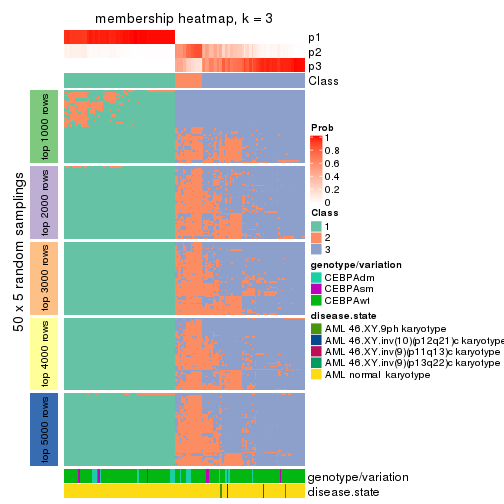 membership heatmap, k = 3
p1
p2
p3
Class
50 x 5 random samplings
top 1000 rows
top 2000 rows
top 3000 rows
top 4000 rows
top 5000 rows
Prob
1
0.8
0.6
0.4
0.2
0
Class
1
2
3
genotype/variation
CEBPAdm
CEBPAsm
CEBPAwt
disease.state
AML 46.XY.9ph karyotype
AML 46.XY.inv(10)(p12q21)c karyotype
AML 46.XY.inv(9)(p11q13)c karyotype
AML 46.XY.inv(9)(p13q22)c karyotype
AML normal karyotype
genotype/variation
disease.state